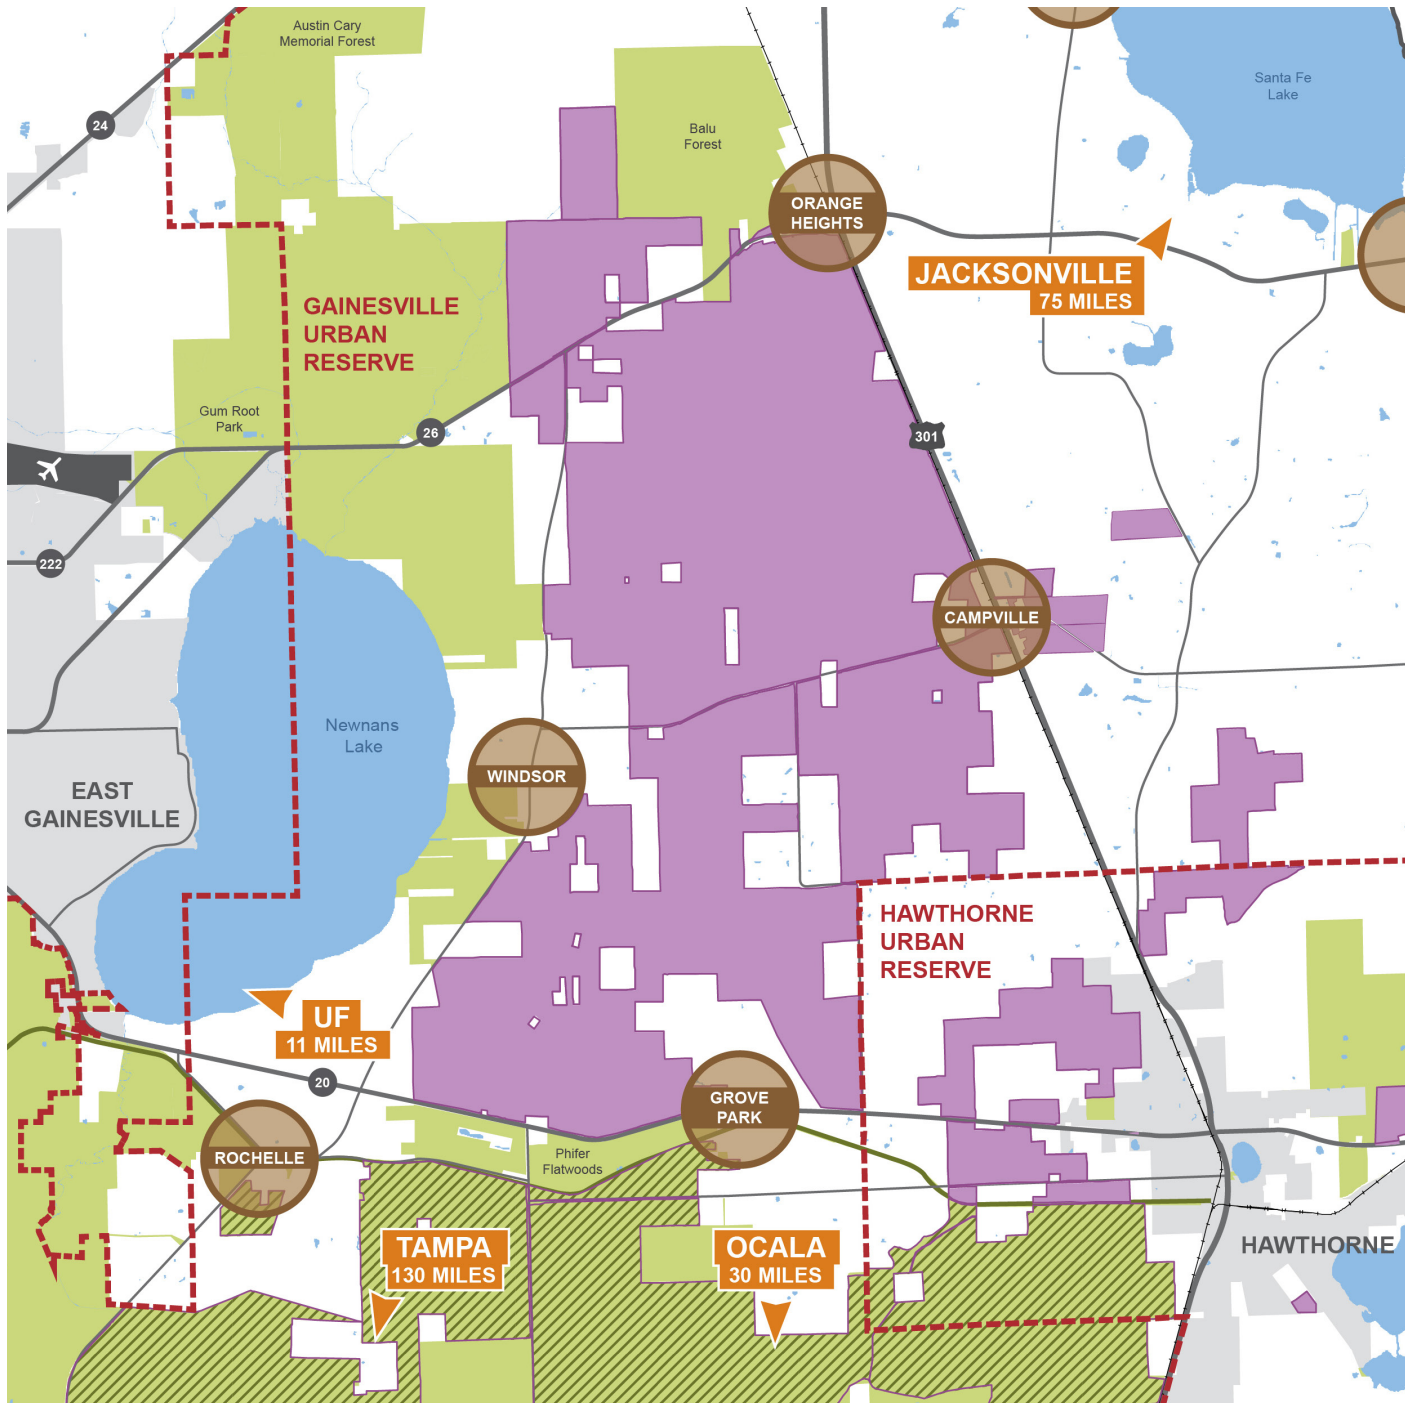 Austin Cary
Memorial Forest
Santa Fe
Lake
24
Balu
Forest
ORANGE
HEIGHTS
JACKSONVILLE
75 MILES
GAINESVILLE
URBAN
RESERVE
Gum Root
Park
26
301
222
CAMPVILLE
Newnans
Lake
WINDSOR
EAST
GAINESVILLE
HAWTHORNE
URBAN
RESERVE
UF
11 MILES
20
GROVE
PARK
ROCHELLE
Phifer
Flatwoods
TAMPA
130 MILES
OCALA
30 MILES
HAWTHORNE